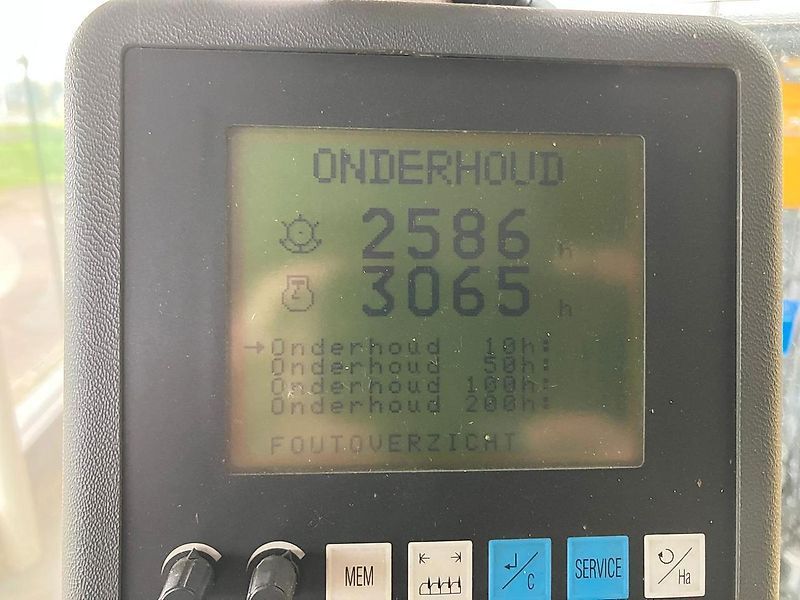 ONDERHOUD
2586 h
3065 h
→Onderhoud 10h:
Onderhoud 50h:
Onderhoud 100h:
Onderhoud 200h:
FOUTOVERZICHT
MEM
C
SERVICE
Ha